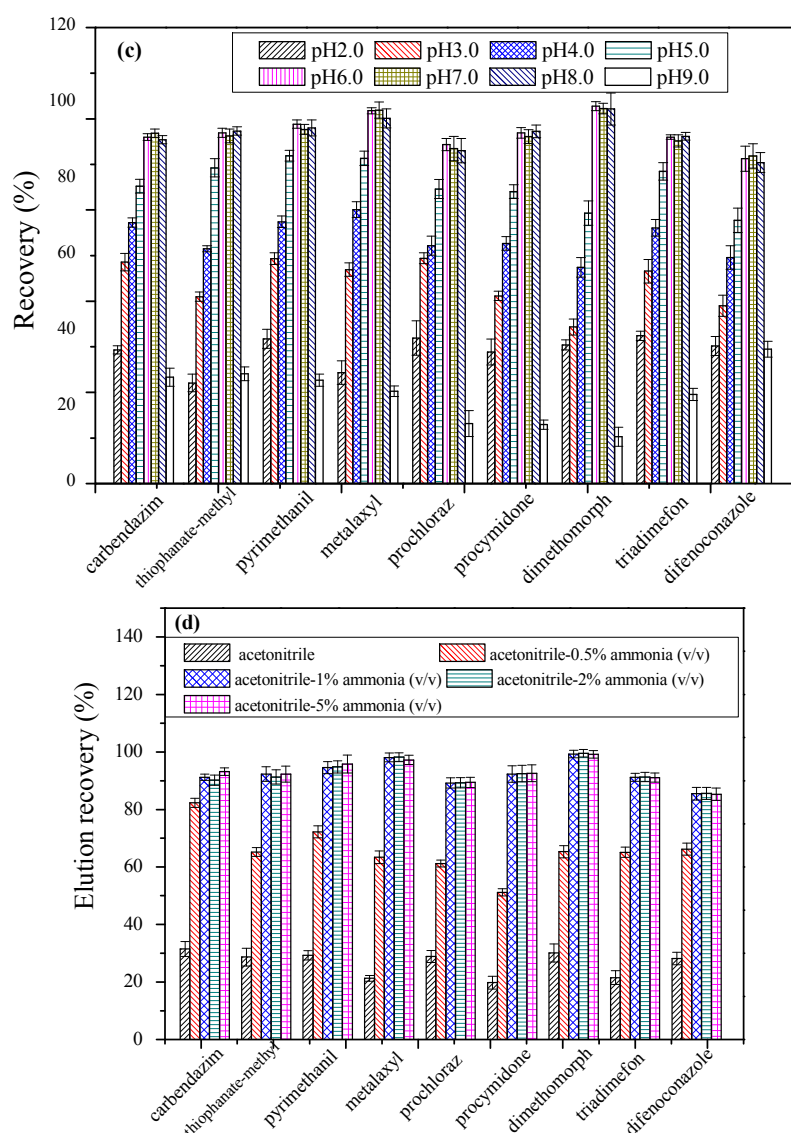 120
(c)
pH2.0 pH3.0 pH4.0 pH5.0
pH6.0 pH7.0 pH8.0 pH9.0
100
80
60
40
20
0
Recovery (%)
carbendazim
thiophanate-methyl
pyrimethanil
metalaxyl
prochloraz
procymidone
dimethomorph
triadimefon
difenoconazole
(d)
140
acetonitrile acetonitrile-0.5% ammonia (v/v)
acetonitrile-1% ammonia (v/v) acetonitrile-2% ammonia (v/v)
acetonitrile-5% ammonia (v/v)
120
100
80
60
40
20
0
Elution recovery (%)
carbendazim
thiophanate-methyl
pyrimethanil
metalaxyl
prochloraz
procymidone
dimethomorph
triadimefon
difenoconazole